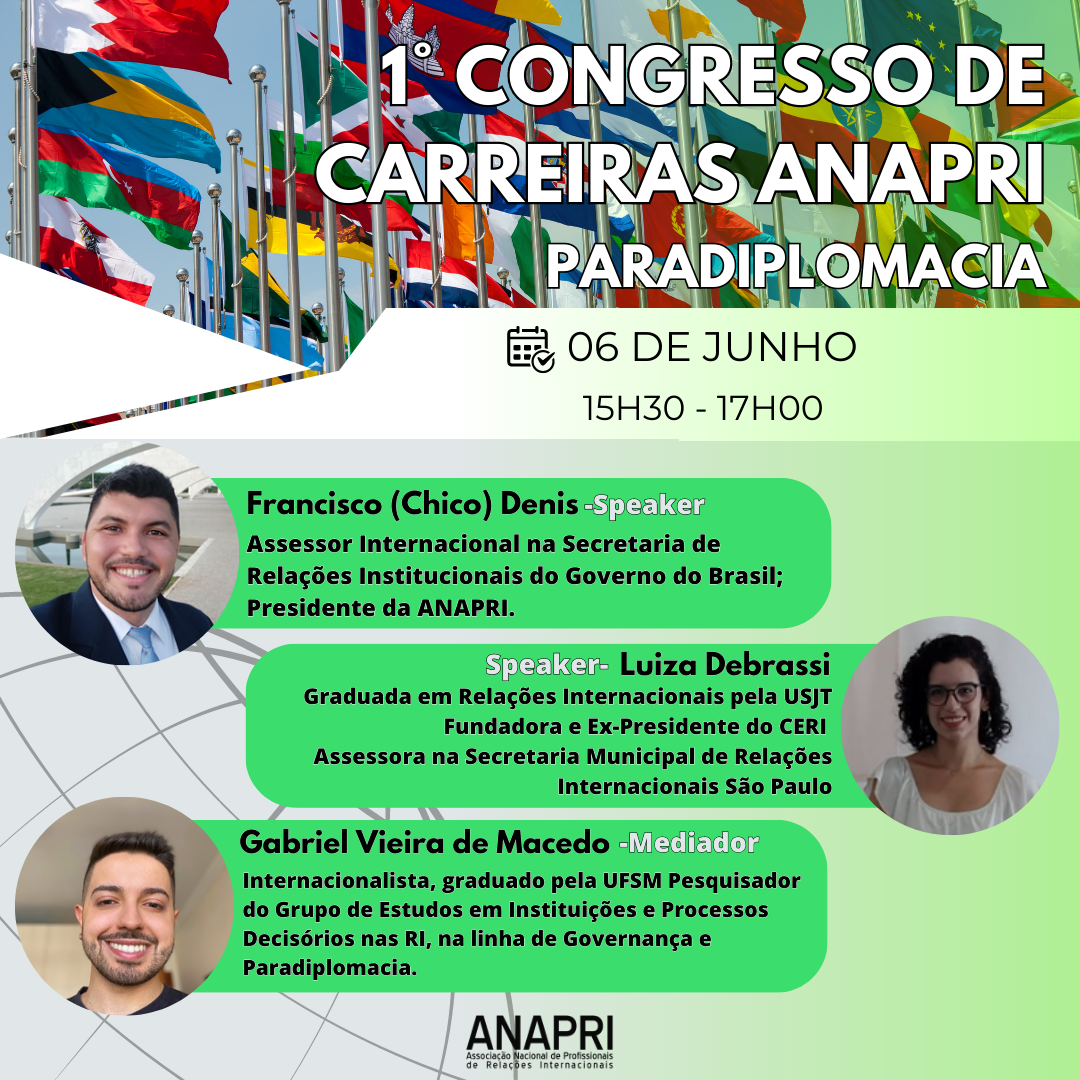 1° CONGRESSO DE
CARREIRAS ANAPRI
PARADIPLOMACIA
06 DE JUNHO
15H30 - 17H00
Francisco (Chico) Denis -Speaker
Assessor Internacional na Secretaria de
Relações Institucionais do Governo do Brasil;
Presidente da ANAPRI.
Speaker- Luiza Debrassi
Graduada em Relações Internacionais pela USJT
Fundadora e Ex-Presidente do CERI
Assessora na Secretaria Municipal de Relações
Internacionais São Paulo
Gabriel Vieira de Macedo -Mediador
Internacionalista, graduado pela UFSM Pesquisador
do Grupo de Estudos em Instituições e Processos
Decisórios nas RI, na linha de Governança e
Paradiplomacia.
ANAPRI
Associação Nacional de Profissionais
de Relações Internacionais